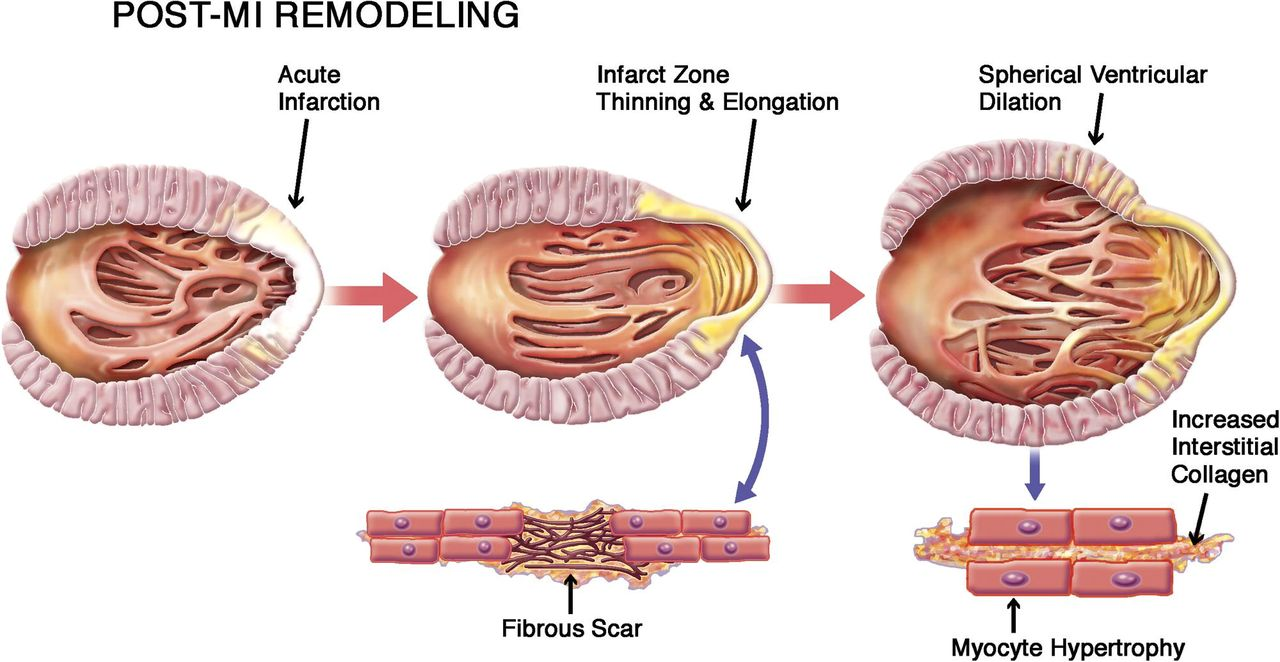 POST-MI REMODELING
Acute
Infarction
Infarct Zone
Thinning & Elongation
Spherical Ventricular
Dilation
Increased
Interstitial
Collagen
Fibrous Scar
Myocyte Hypertrophy